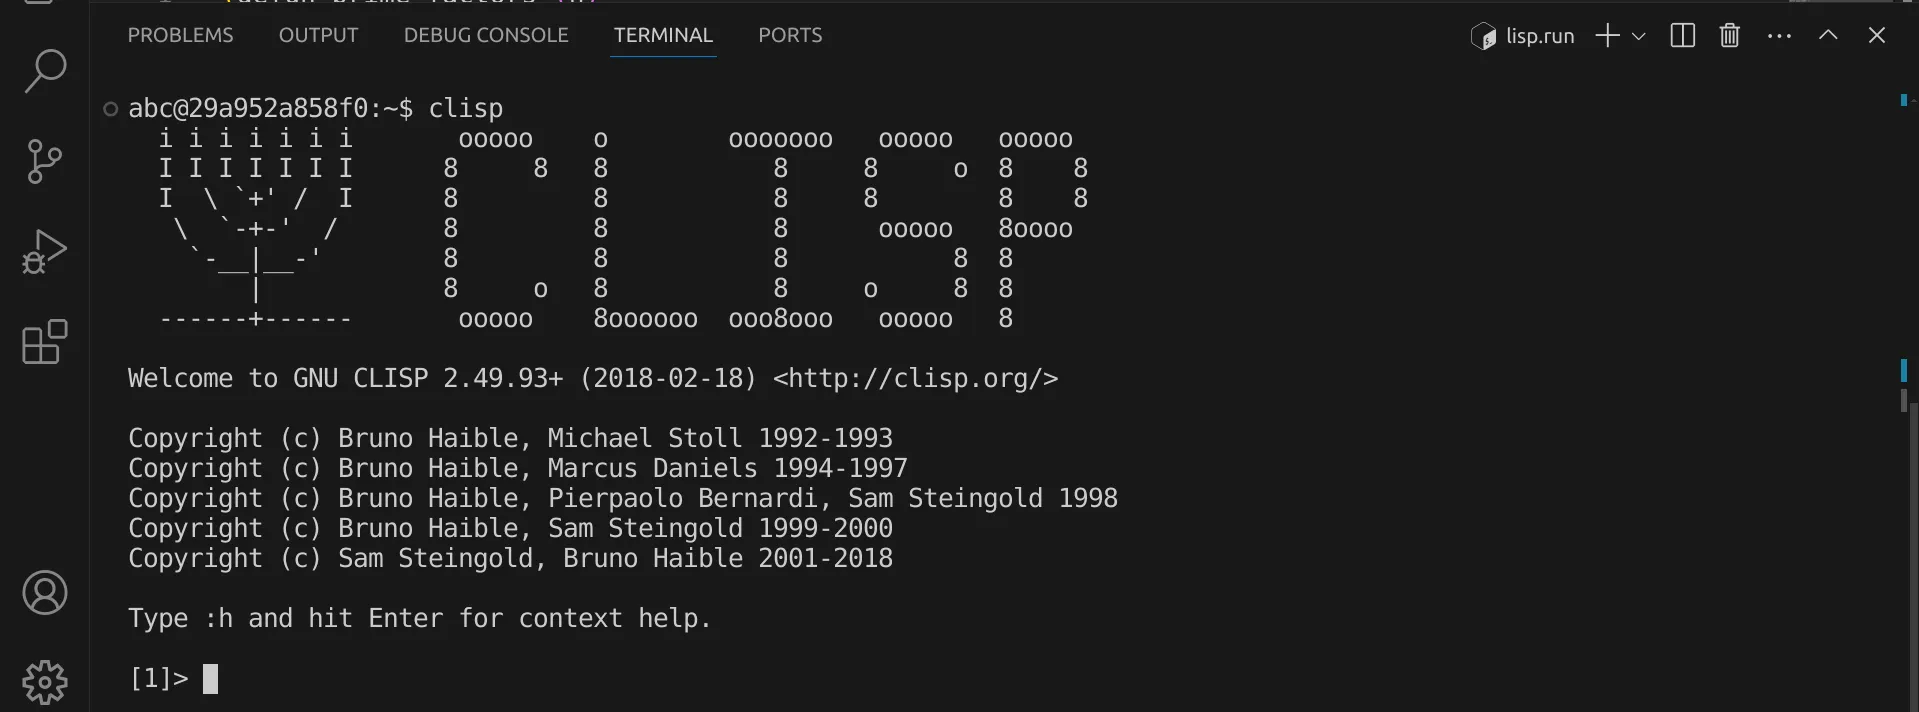 (defun prime-factors (n)
PROBLEMS OUTPUT DEBUG CONSOLE TERMINAL PORTS lisp.run
abc@29a952a858f0:~$ clisp
  i i i i i i i       ooooo    o        ooooooo   ooooo   ooooo
  I I I I I I I      8     8   8           8     8     o  8    8
  I  \ `+' /  I      8         8           8     8        8    8
   \  `-+-'  /       8         8           8      ooooo   8oooo
    `-__|__-'        8         8           8           8  8
        |            8     o   8           8     o     8  8
  ------+------       ooooo    8oooooo  ooo8ooo   ooooo   8
Welcome to GNU CLISP 2.49.93+ (2018-02-18) <http://clisp.org/>
Copyright (c) Bruno Haible, Michael Stoll 1992-1993
Copyright (c) Bruno Haible, Marcus Daniels 1994-1997
Copyright (c) Bruno Haible, Pierpaolo Bernardi, Sam Steingold 1998
Copyright (c) Bruno Haible, Sam Steingold 1999-2000
Copyright (c) Sam Steingold, Bruno Haible 2001-2018
Type :h and hit Enter for context help.
[1]>